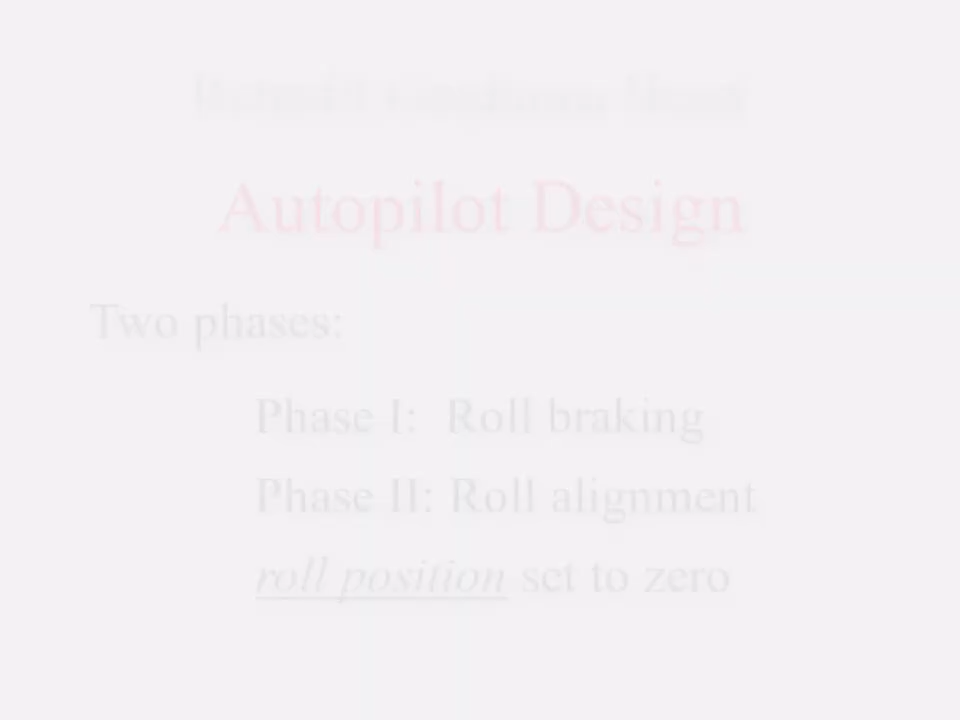 Autopilot Design
Two phases:
Phase I: Roll braking
Phase II: Roll alignment
roll position set to zero